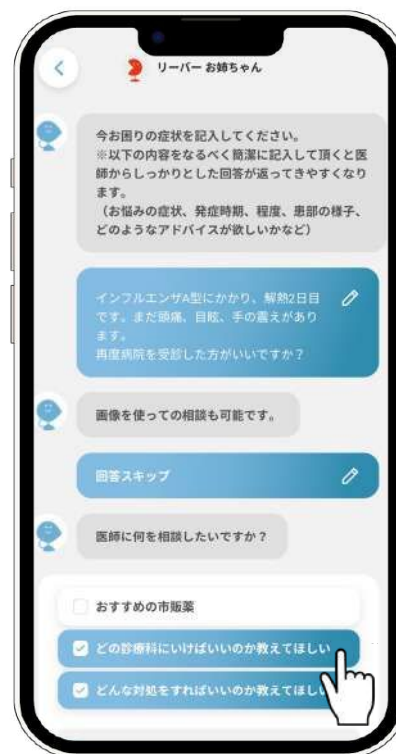 リーバー お姉ちゃん
今お困りの症状を記入してください。
※以下の内容をなるべく簡潔に記入して頂くと医
師からしっかりとした回答が返ってきやすくなり
ます。
（お悩みの症状、発症時期、程度、患部の様子、
どのようなアドバイスが欲しいかなど）
インフルエンザA型にかかり、解熱2日目
です。まだ頭痛、目眩、手の震えがあり
ます。
再度病院を受診した方がいいですか？
画像を使っての相談も可能です。
回答スキップ
医師に何を相談したいですか？
おすすめの市販薬
どの診療科にいけばいいのか教えてほしい
どんな対処をすればいいのか教えてほし